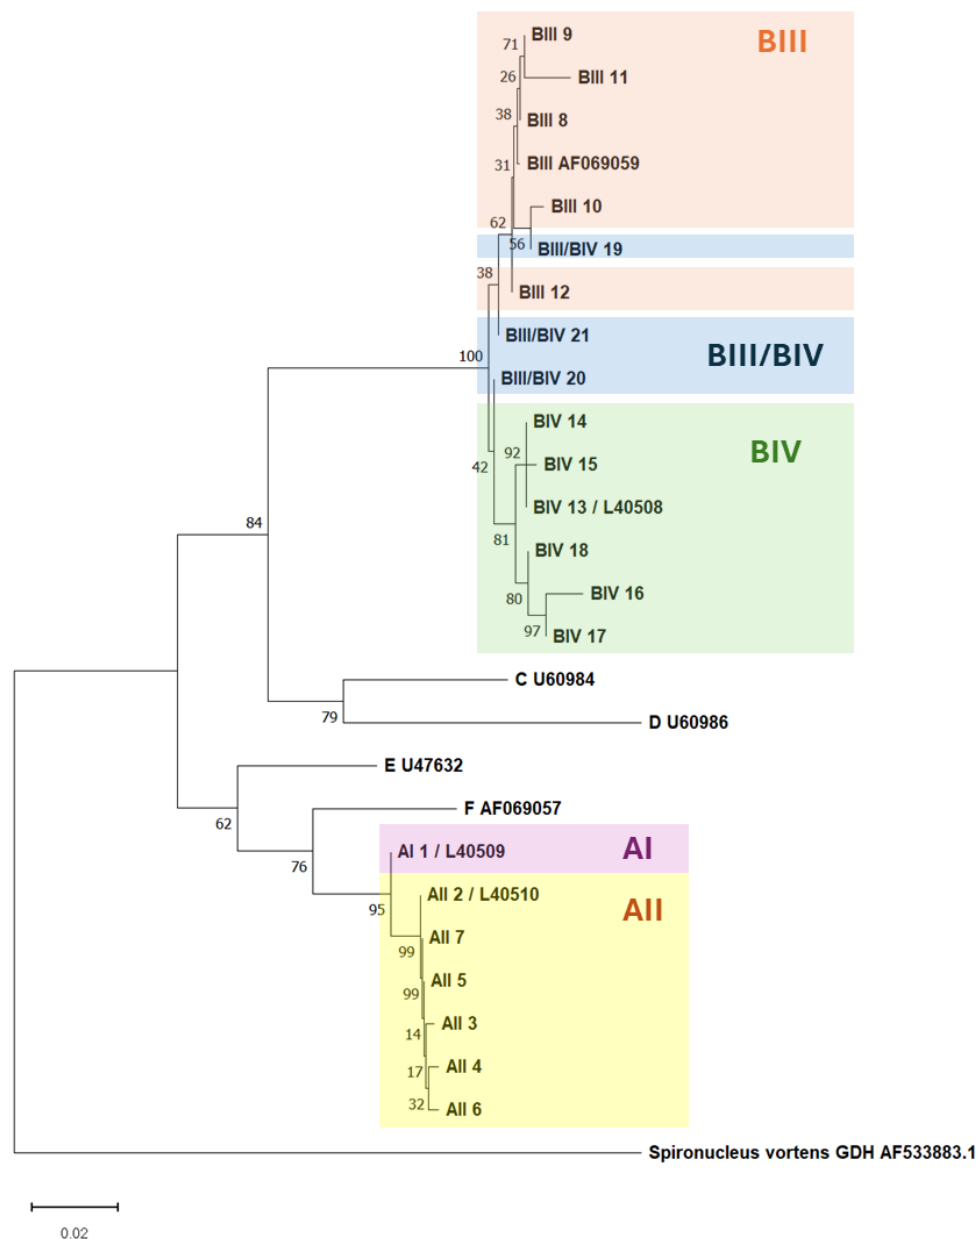 BIII 9
BIII
71
26
BIII 11
38
BIII 8
31
BIII AF069059
BIII 10
62
56
BIII/BIV 19
38
BIII 12
BIII/BIV 21
BIII/BIV
100
BIII/BIV 20
BIV 14
92
BIV
42
BIV 15
BIV 13 / L40508
84
81
BIV 18
80
BIV 16
97
BIV 17
C U60984
79
D U60986
E U47632
62
F AF069057
AI 1 / L40509
AI
76
AII 2 / L40510
AII
95
AII 7
99
AII 5
99
AII 3
14
AII 4
17
32
AII 6
Spironucleus vortens GDH AF533883.1
0.02